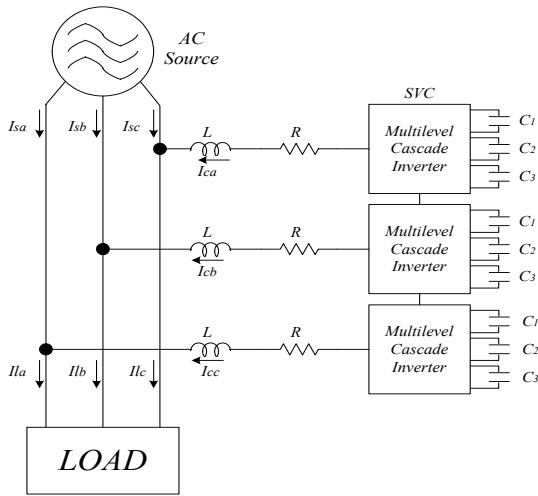 AC
Source
Isa
Isb
Isc
SVC
L
R
Ica
Multilevel
Cascade
Inverter
C1
C2
C3
L
R
Icb
Multilevel
Cascade
Inverter
C1
C2
C3
L
R
Icc
Multilevel
Cascade
Inverter
C1
C2
C3
Ila
Ilb
Ilc
LOAD